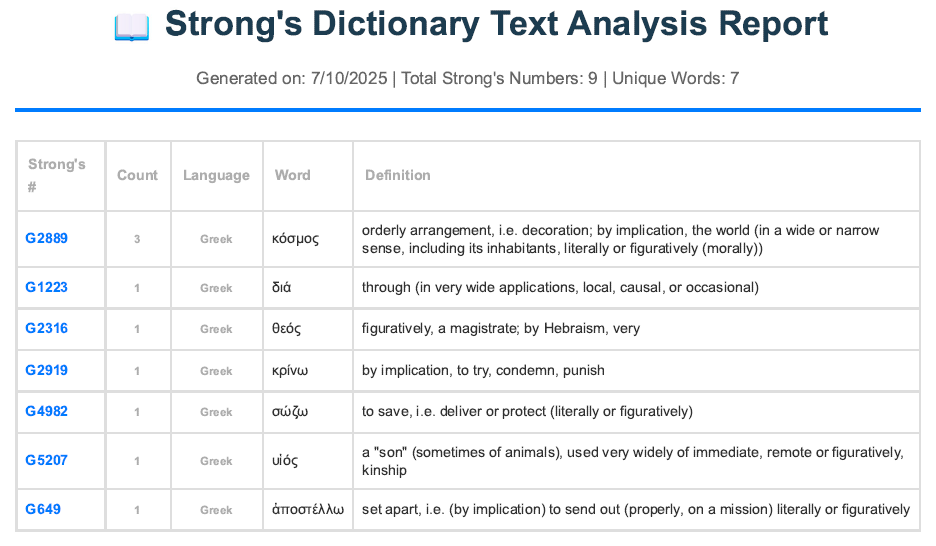 📖 Strong's Dictionary Text Analysis Report
Generated on: 7/10/2025 | Total Strong's Numbers: 9 | Unique Words: 7
Strong's #
Count
Language
Word
Definition
G2889
3
Greek
κόσμος
orderly arrangement, i.e. decoration; by implication, the world (in a wide or narrow
sense, including its inhabitants, literally or figuratively (morally))
G1223
1
Greek
διά
through (in very wide applications, local, causal, or occasional)
G2316
1
Greek
θεός
figuratively, a magistrate; by Hebraism, very
G2919
1
Greek
κρίνω
by implication, to try, condemn, punish
G4982
1
Greek
σώζω
to save, i.e. deliver or protect (literally or figuratively)
G5207
1
Greek
υἱός
a "son" (sometimes of animals), used very widely of immediate, remote or figuratively,
kinship
G649
1
Greek
ἀποστέλλω
set apart, i.e. (by implication) to send out (properly, on a mission) literally or figuratively